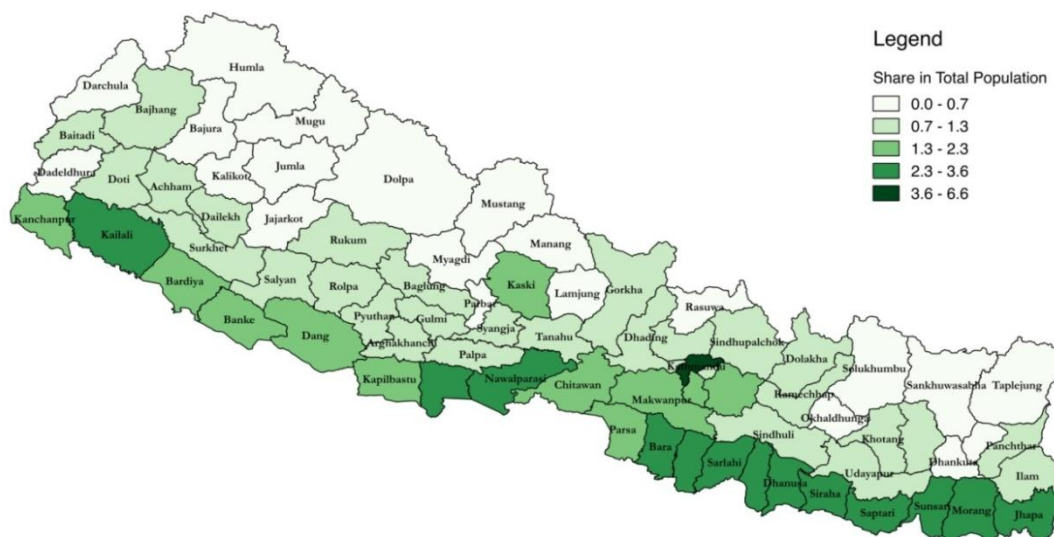 Legend
Share in Total Population
0.0 - 0.7
0.7 - 1.3
1.3 - 2.3
2.3 - 3.6
3.6 - 6.6
Humla
Darchula
Bajhang
Bajura
Mugu
Baitadi
Jumla
Dadeldhura
Doti
Achham
Kalikot
Dolpa
Mustang
Kanchanpur
Dailekh
Jajarkot
Kailali
Surkhet
Rukum
Manang
Myagdi
Bardiya
Salyan
Rolpa
Baglung
Kaski
Lamjung
Gorkha
Parbat
Rasuwa
Banke
Dang
Pyuthan
Gulmi
Syangja
Tanahu
Dhading
Sindhupalchok
Arghakhanchi
Palpa
Dolakha
Solukhumbu
Kathmandu
Sankhuwasabha
Taplejung
Kapilbastu
Nawalparasi
Chitawan
Makwanpur
Ramechhap
Okhaldhunga
Parsa
Bara
Sindhuli
Khotang
Panchthar
Sarlahi
Udayapur
Dhankuta
Ilam
Dhanusa
Siraha
Saptari
Sunsari
Morang
Jhapa